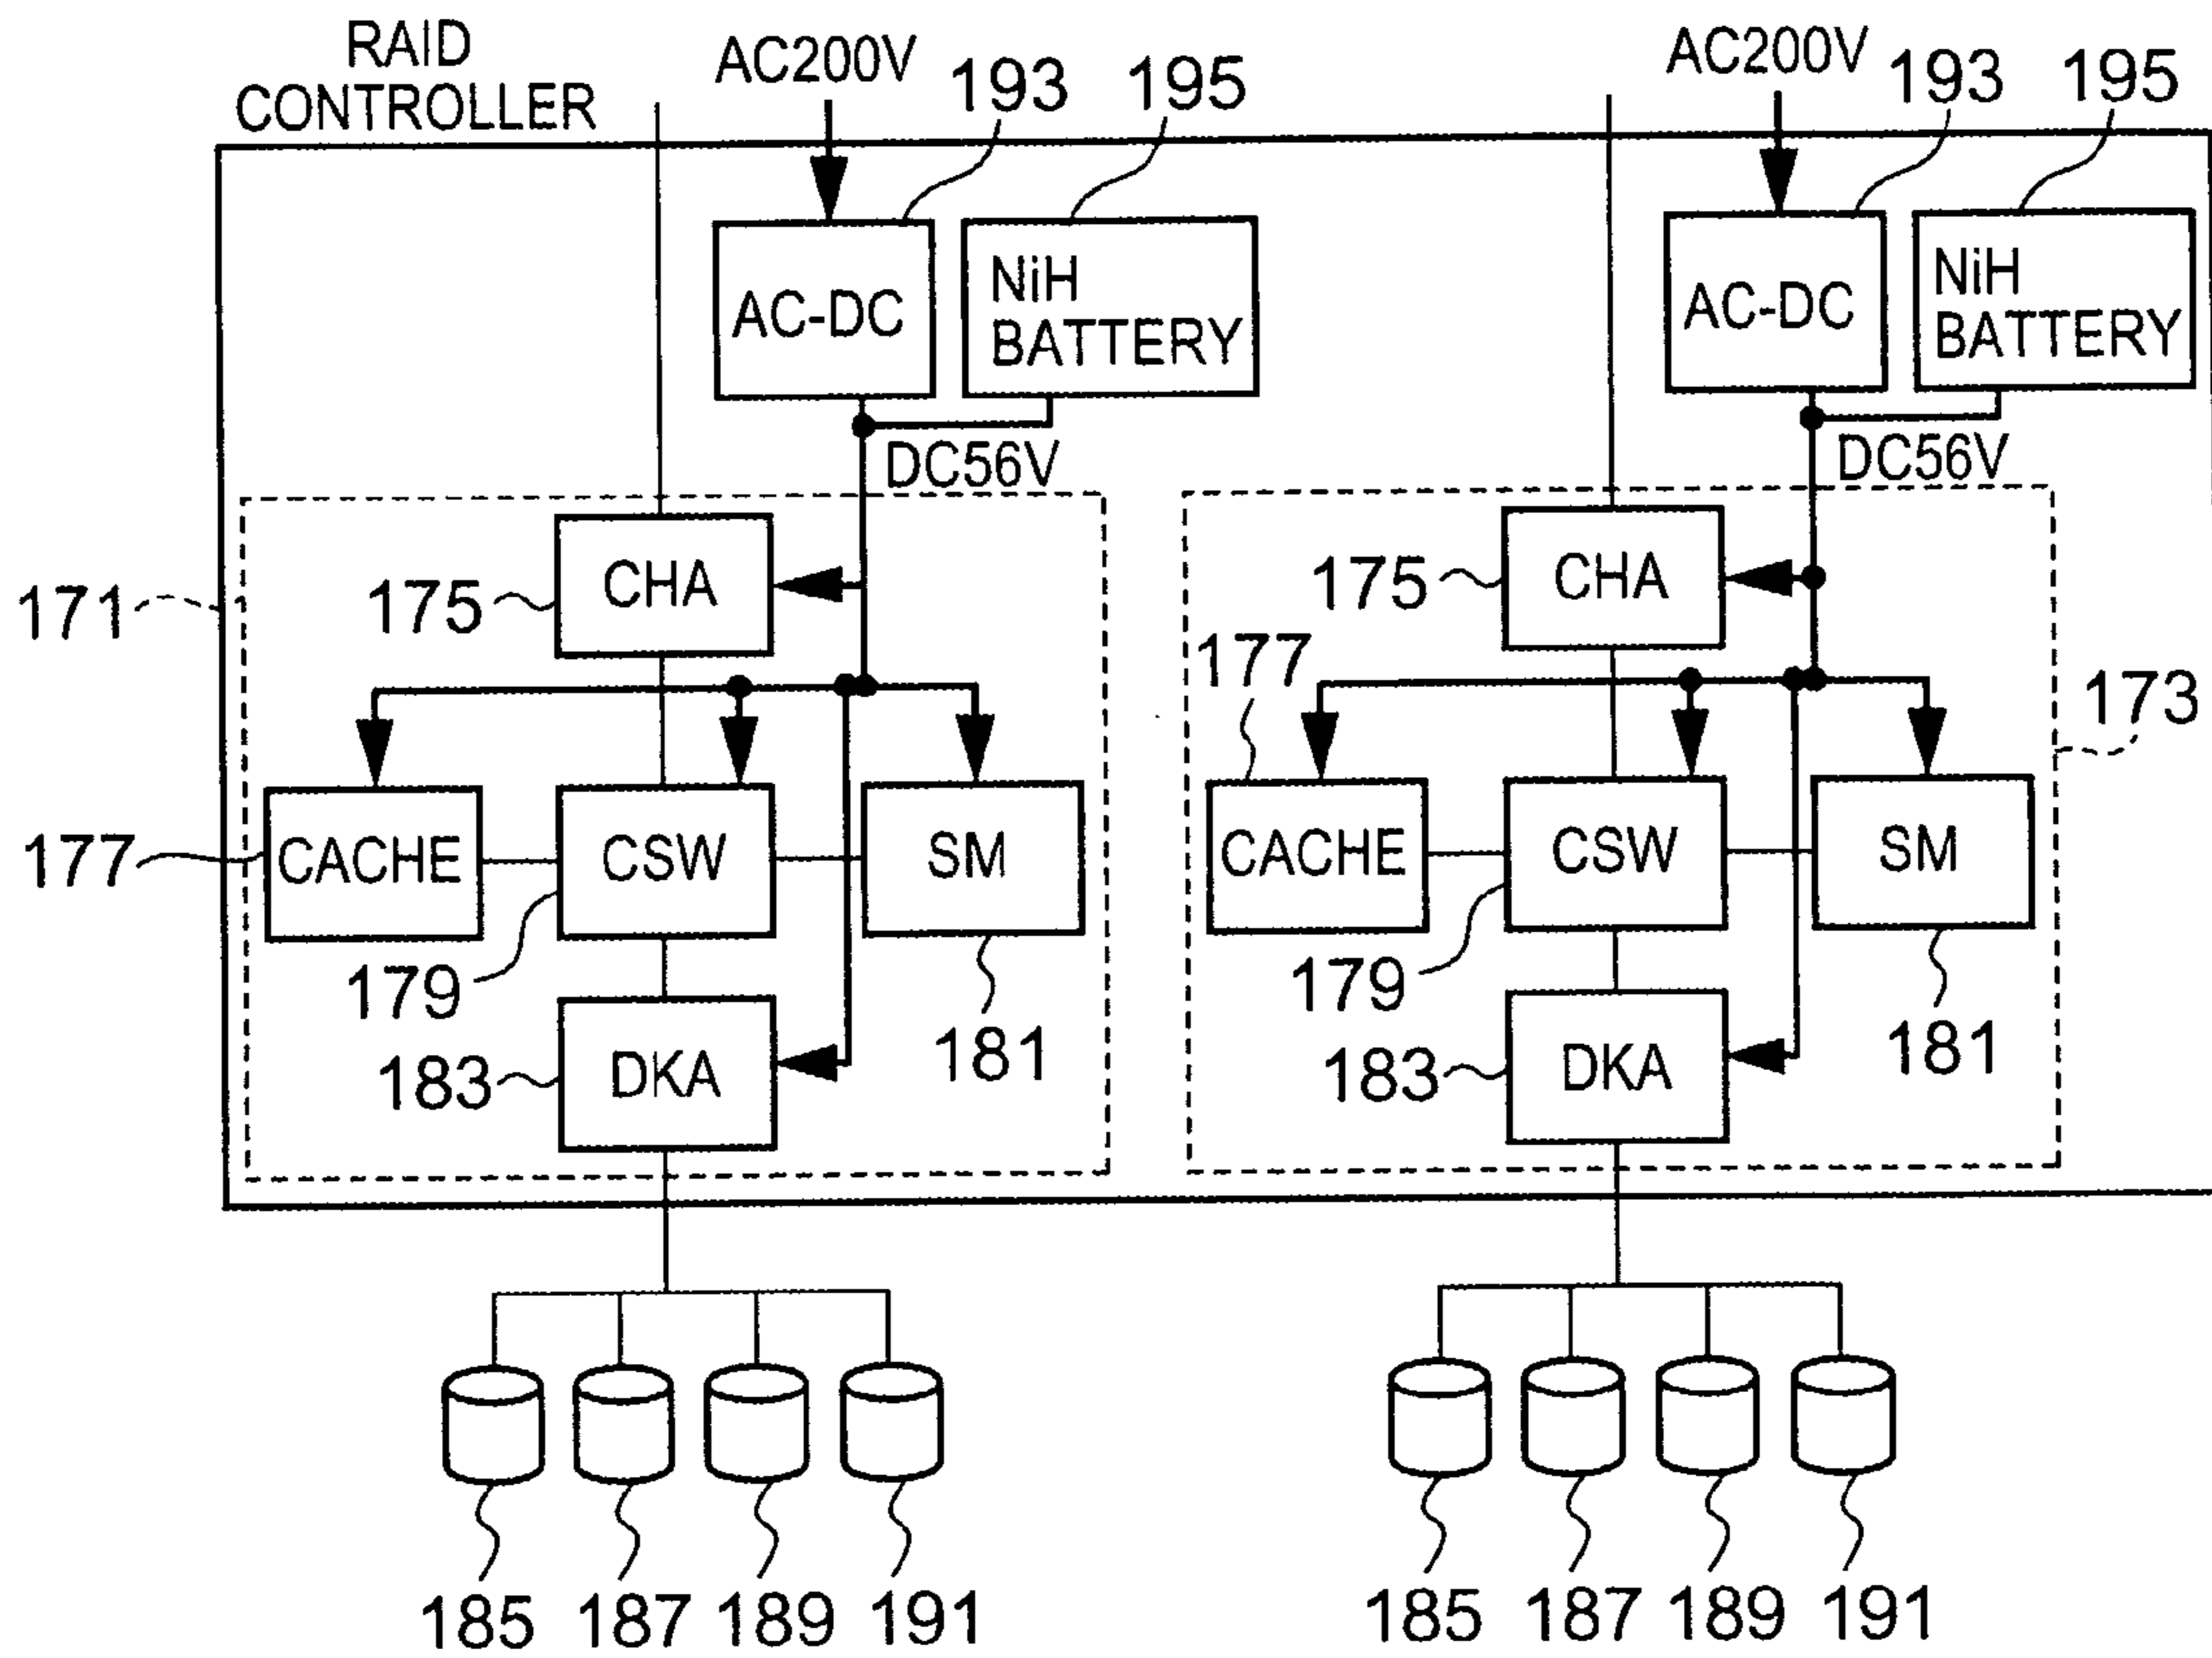 RAID
CONTROLLER
AC200V
193
195
AC200V
193
195
AC-DC
NiH
BATTERY
AC-DC
NiH
BATTERY
DC56V
DC56V
171
175
CHA
175
CHA
177
173
177
CACHE
CSW
SM
CACHE
CSW
SM
179
181
179
181
183
DKA
183
DKA
185
187
189
191
185
187
189
191